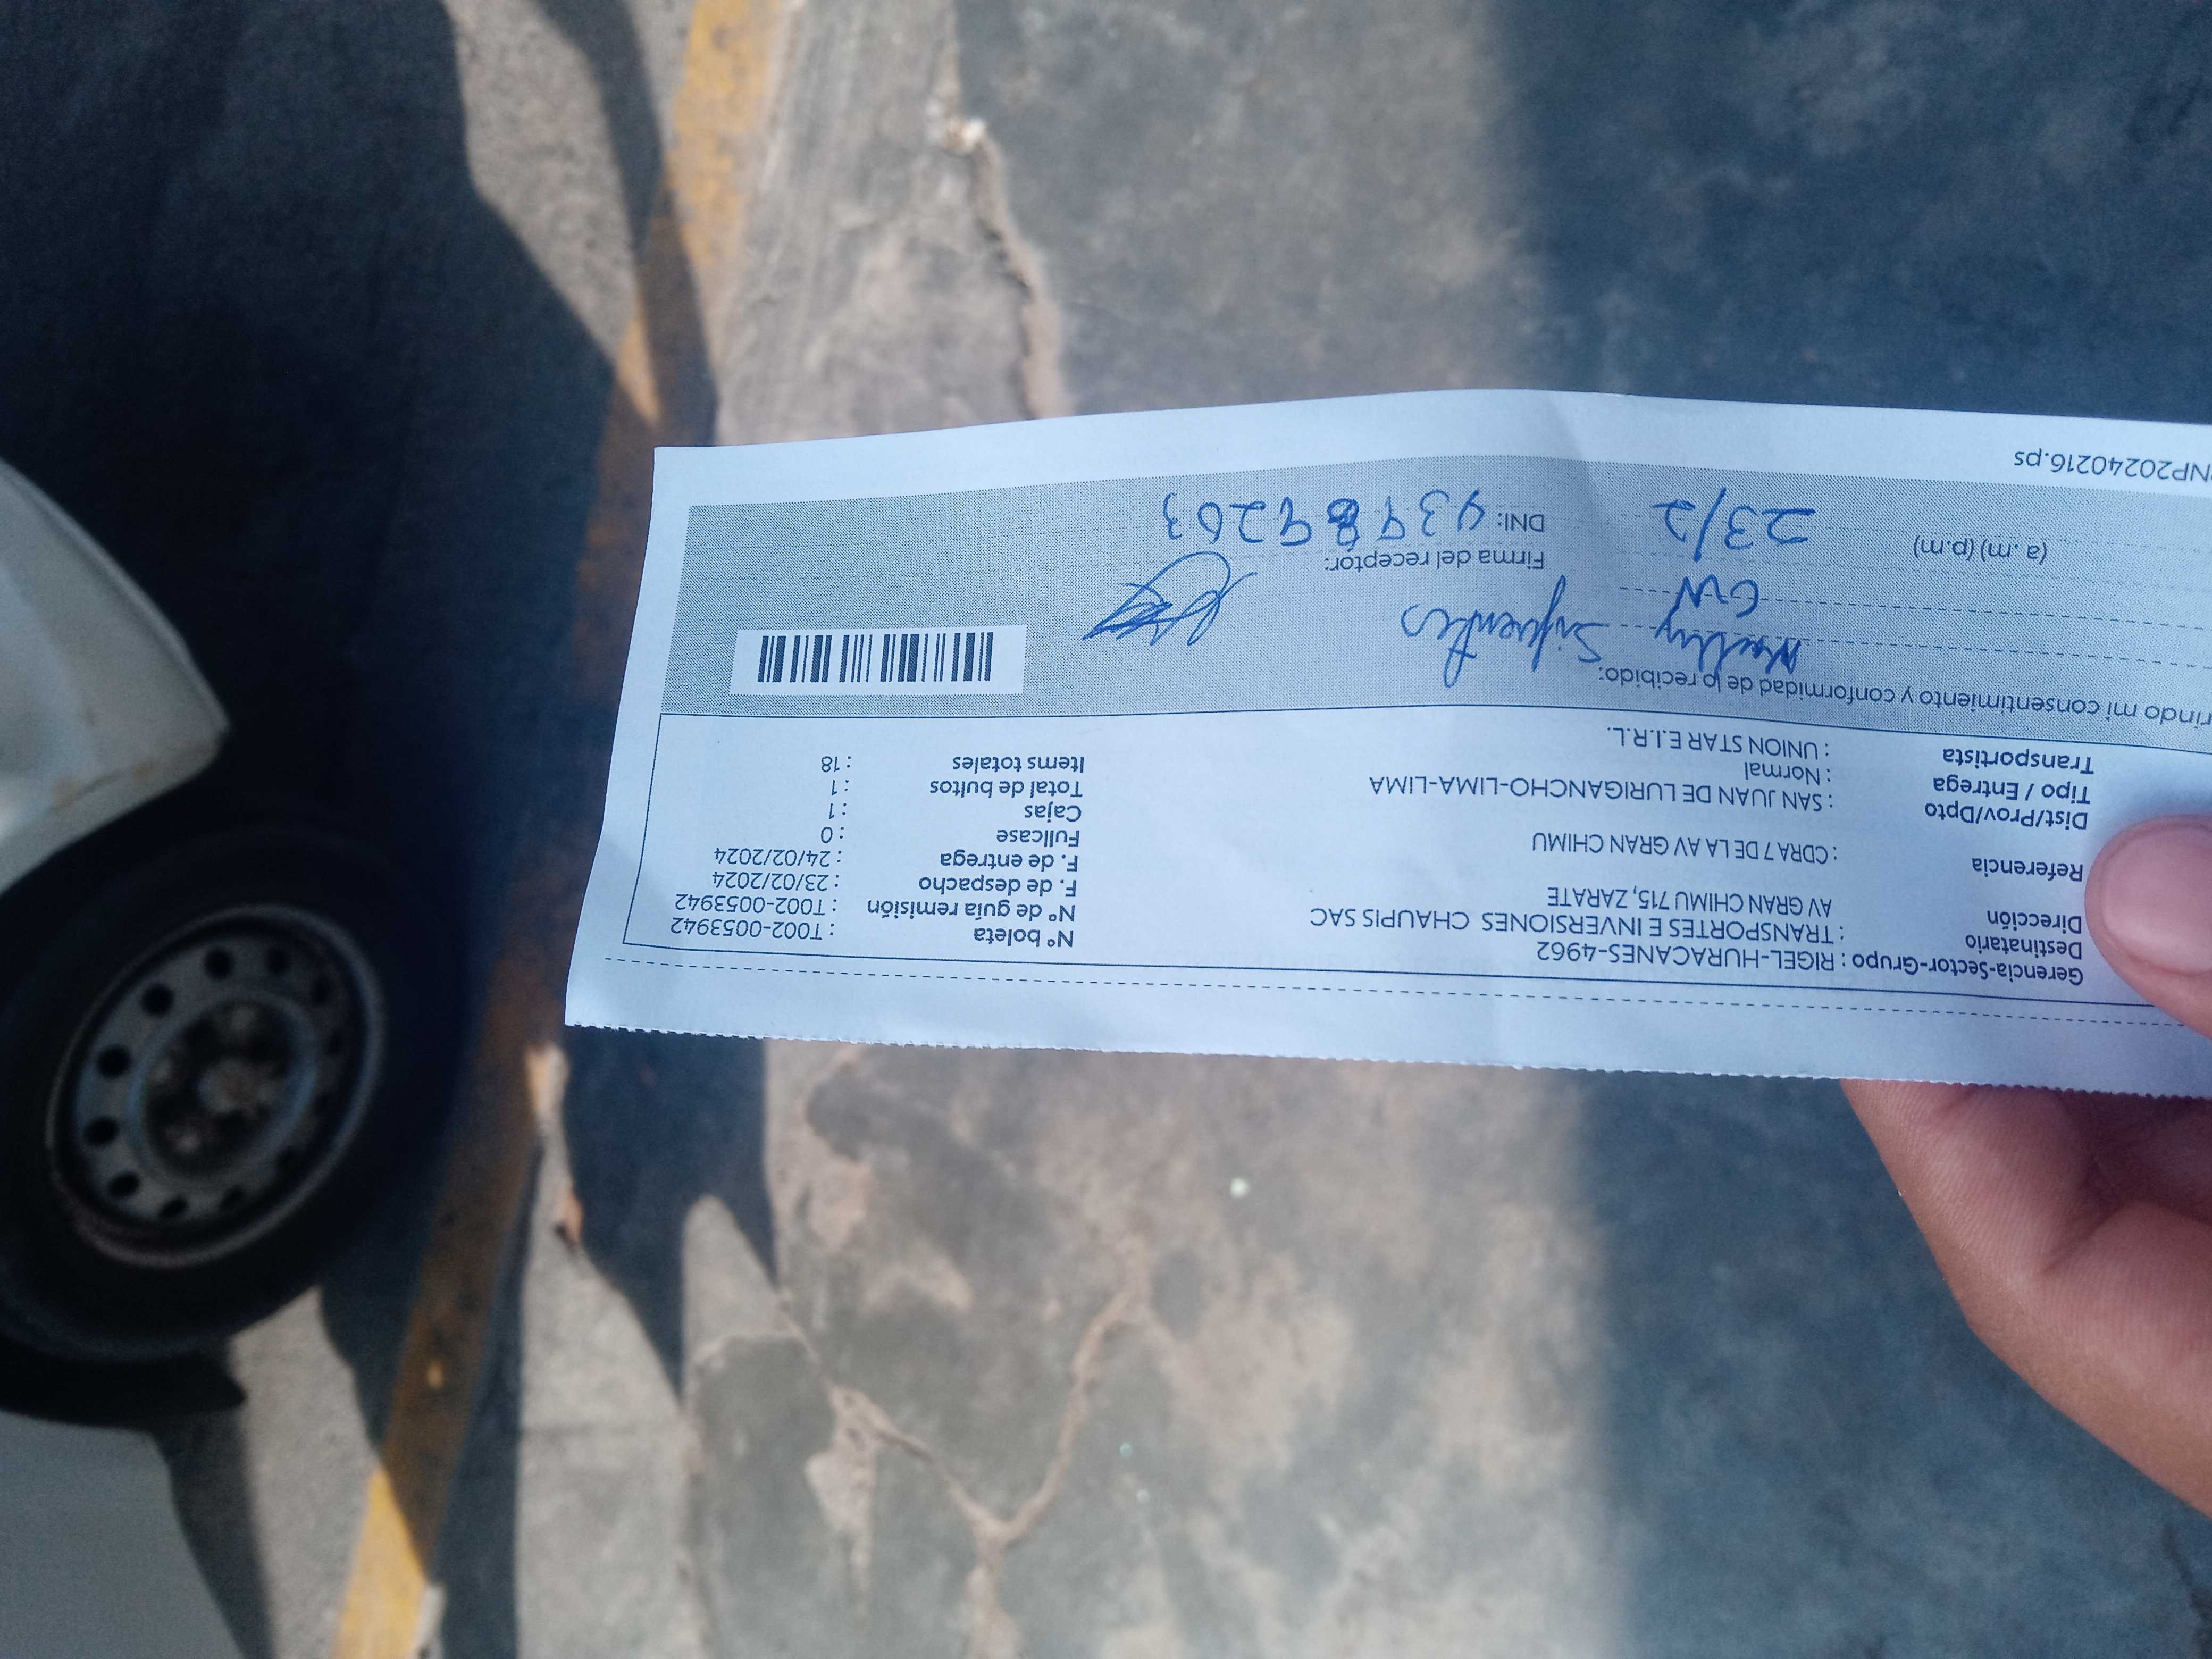 Gerencia-Sector-Grupo : RIGEL-HURACANES-4962
Destinatario : TRANSPORTES E INVERSIONES CHAUPIS SAC
Dirección AV GRAN CHIMU 715, ZARATE
Referencia : CDRA 7 DE LA AV GRAN CHIMU
Dist/Prov/Dpto : SAN JUAN DE LURIGANCHO-LIMA-LIMA
Tipo / Entrega : Normal
Transportista : UNION STAR E.I.R.L.
Nº boleta : T002-0053942
Nº de guía remisión : T002-0053942
F. de despacho : 23/02/2024
F. de entrega : 24/02/2024
Fullcase : 0
Cajas : 1
Total de bultos : 1
Items totales : 18
mi consentimiento y conformidad de lo recibido:
Sifuentes
Firma del receptor:
(a.m) (p.m) 23/2
DNI:
NP20240216.ps